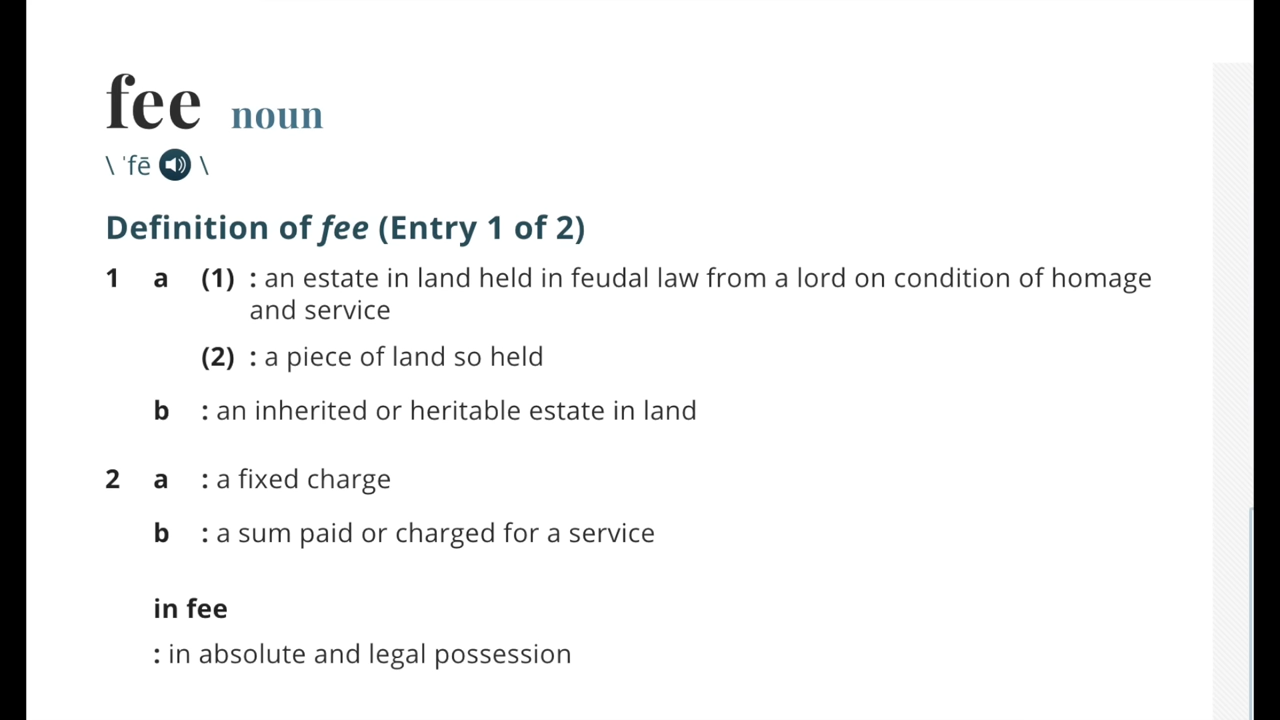 fee noun
\ ˈfē \
Definition of fee (Entry 1 of 2)
1 a (1) : an estate in land held in feudal law from a lord on condition of homage
and service
(2) : a piece of land so held
b : an inherited or heritable estate in land
2 a : a fixed charge
b : a sum paid or charged for a service
in fee
: in absolute and legal possession